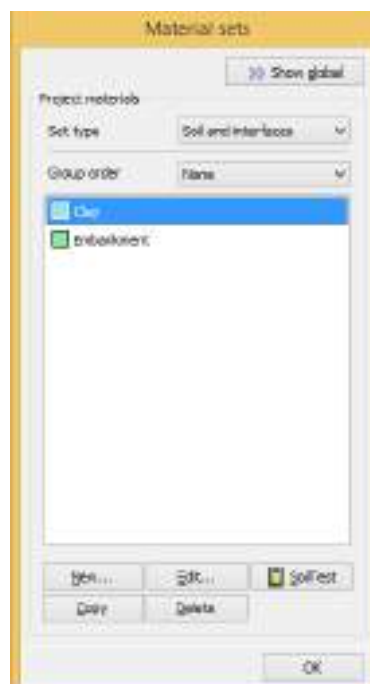 Material sets
Show global
Project materials
Set type Soil and interfaces
Group order Name
Clay
Embankment
New... Edit... SoilTest
Copy Delete
OK